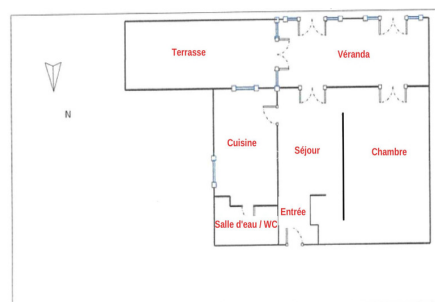 Terrasse
Véranda
N
Cuisine
Séjour
Chambre
Entrée
Salle d'eau / WC